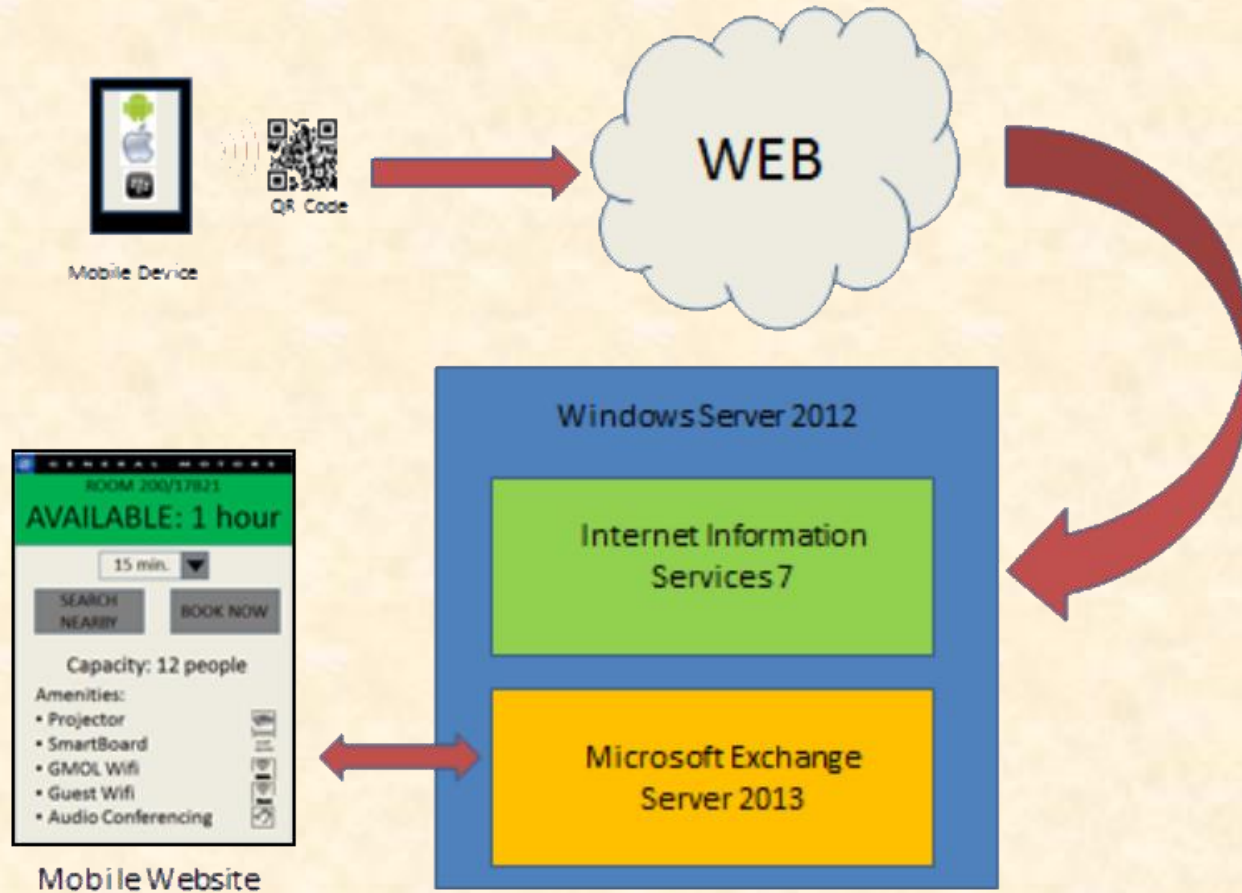 WEB
QR Code
Mobile Device
Windows Server 2012
Internet Information
Services 7
Microsoft Exchange
Server 2013
GENERAL MOTORS
ROOM 200/17B21
AVAILABLE: 1 hour
15 min.
SEARCH
NEARBY
BOOK NOW
Capacity: 12 people
Amenities:
• Projector
• SmartBoard
• GMOL Wifi
• Guest Wifi
• Audio Conferencing
Mobile Website